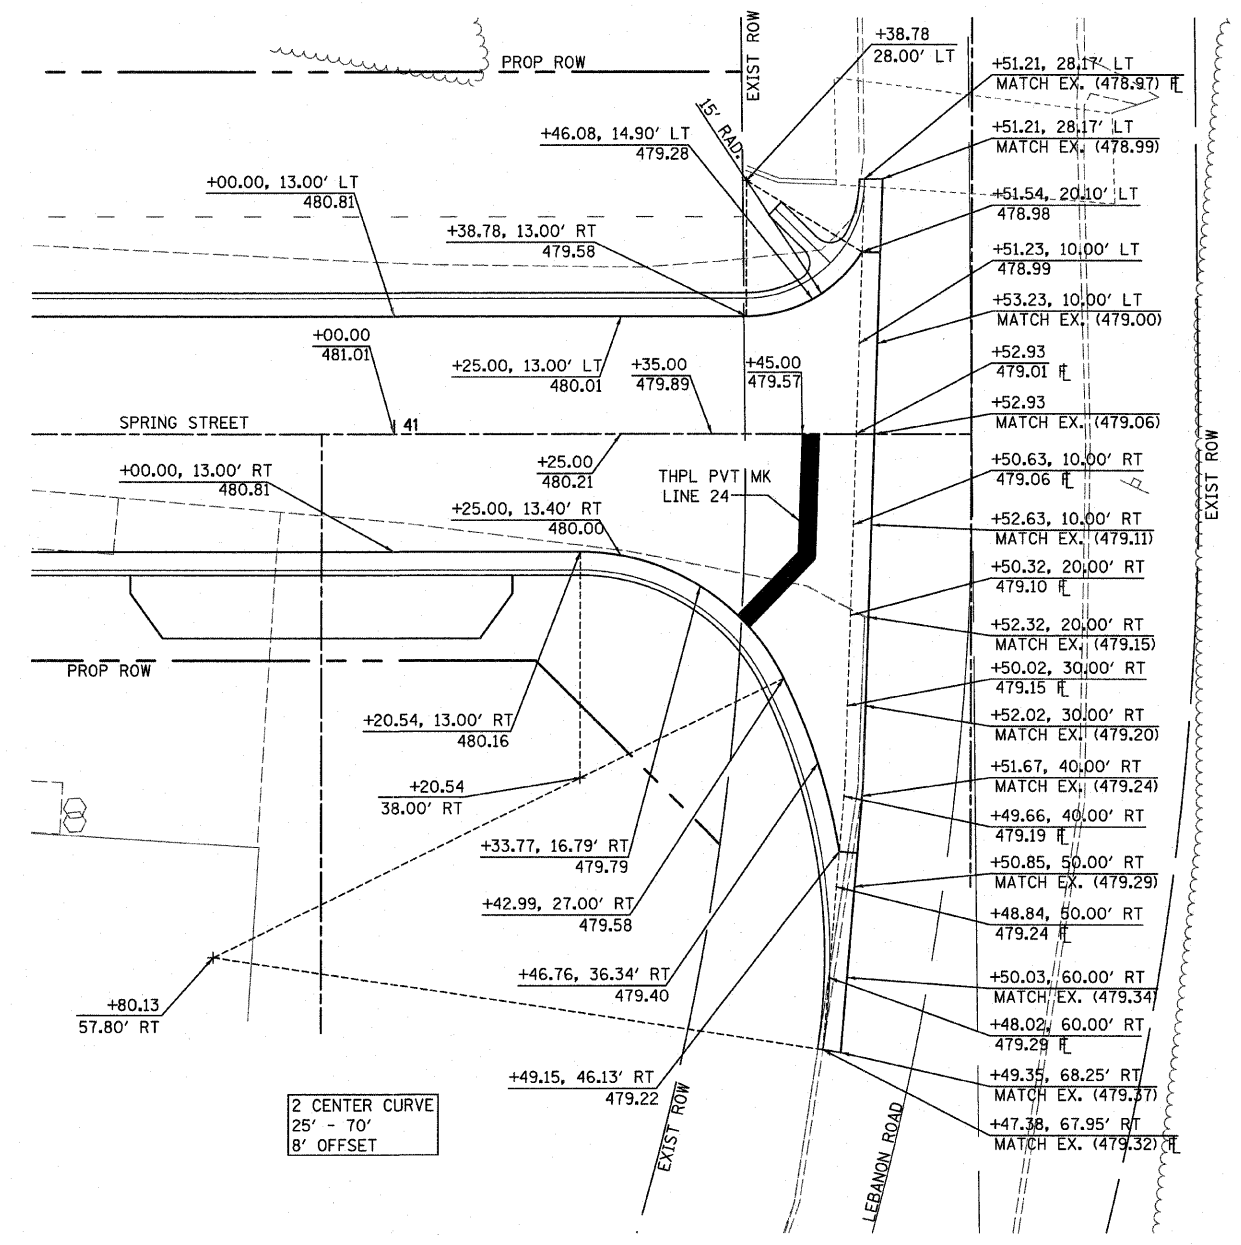 +38.78
28.00' LT
PROP ROW
EXIST ROW
15' RAD.
+46.08, 14.90' LT
479.28
+00.00, 13.00' LT
480.81
+38.78, 13.00' RT
479.58
+00.00
481.01
+25.00, 13.00' LT
480.01
+35.00
479.89
+45.00
479.57
SPRING STREET
41
+00.00, 13.00' RT
480.81
+25.00
480.21
THPL PVT MK
LINE 24
+25.00, 13.40' RT
480.00
PROP ROW
+20.54, 13.00' RT
480.16
+20.54
38.00' RT
+33.77, 16.79' RT
479.79
+42.99, 27.00' RT
479.58
+46.76, 36.34' RT
479.40
+80.13
57.80' RT
+49.15, 46.13' RT
479.22
2 CENTER CURVE
25' - 70'
8' OFFSET
EXIST ROW
LEBANON ROAD
EXIST ROW
+51.21, 28.17' LT
MATCH EX. (478.97) FL
+51.21, 28.17' LT
MATCH EX. (478.99)
+51.54, 20.10' LT
478.98
+51.23, 10.00' LT
478.99
+53.23, 10.00' LT
MATCH EX. (479.00)
+52.93
479.01 FL
+52.93
MATCH EX. (479.06)
+50.63, 10.00' RT
479.06 FL
+52.63, 10.00' RT
MATCH EX. (479.11)
+50.32, 20.00' RT
479.10 FL
+52.32, 20.00' RT
MATCH EX. (479.15)
+50.02, 30.00' RT
479.15 FL
+52.02, 30.00' RT
MATCH EX. (479.20)
+51.67, 40.00' RT
MATCH EX. (479.24)
+49.66, 40.00' RT
479.19 FL
+50.85, 50.00' RT
MATCH EX. (479.29)
+48.84, 50.00' RT
479.24 FL
+50.03, 60.00' RT
MATCH EX. (479.34)
+48.02, 60.00' RT
479.29 FL
+49.35, 68.25' RT
MATCH EX. (479.37)
+47.38, 67.95' RT
MATCH EX. (479.32) FL